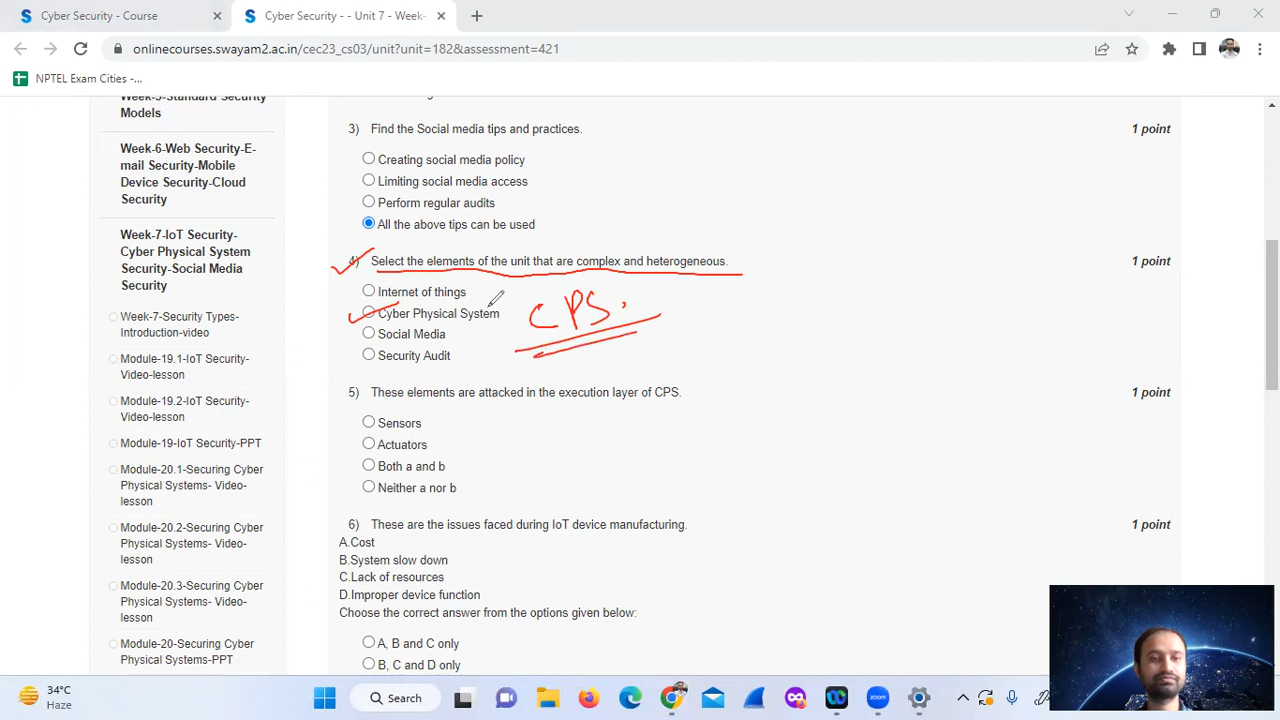 Cyber Security - Course
Cyber Security - - Unit 7 - Week-
onlinecourses.swayam2.ac.in/cec23_cs03/unit?unit=182&assessment=421
NPTEL Exam Cities -...
Week-5-Standard Security
Models
Week-6-Web Security-E-
mail Security-Mobile
Device Security-Cloud
Security
Week-7-IoT Security-
Cyber Physical System
Security-Social Media
Security
Week-7-Security Types-
Introduction-video
Module-19.1-IoT Security-
Video-lesson
Module-19.2-IoT Security-
Video-lesson
Module-19-IoT Security-PPT
Module-20.1-Securing Cyber
Physical Systems- Video-
lesson
Module-20.2-Securing Cyber
Physical Systems- Video-
lesson
Module-20.3-Securing Cyber
Physical Systems- Video-
lesson
Module-20-Securing Cyber
Physical Systems-PPT
3) Find the Social media tips and practices. 1 point
Creating social media policy
Limiting social media access
Perform regular audits
All the above tips can be used
4) Select the elements of the unit that are complex and heterogeneous. 1 point
Internet of things
Cyber Physical System
CPS.
Social Media
Security Audit
5) These elements are attacked in the execution layer of CPS. 1 point
Sensors
Actuators
Both a and b
Neither a nor b
6) These are the issues faced during IoT device manufacturing. 1 point
A.Cost
B.System slow down
C.Lack of resources
D.Improper device function
Choose the correct answer from the options given below:
A, B and C only
B, C and D only
34°C
Haze
Search
zoom